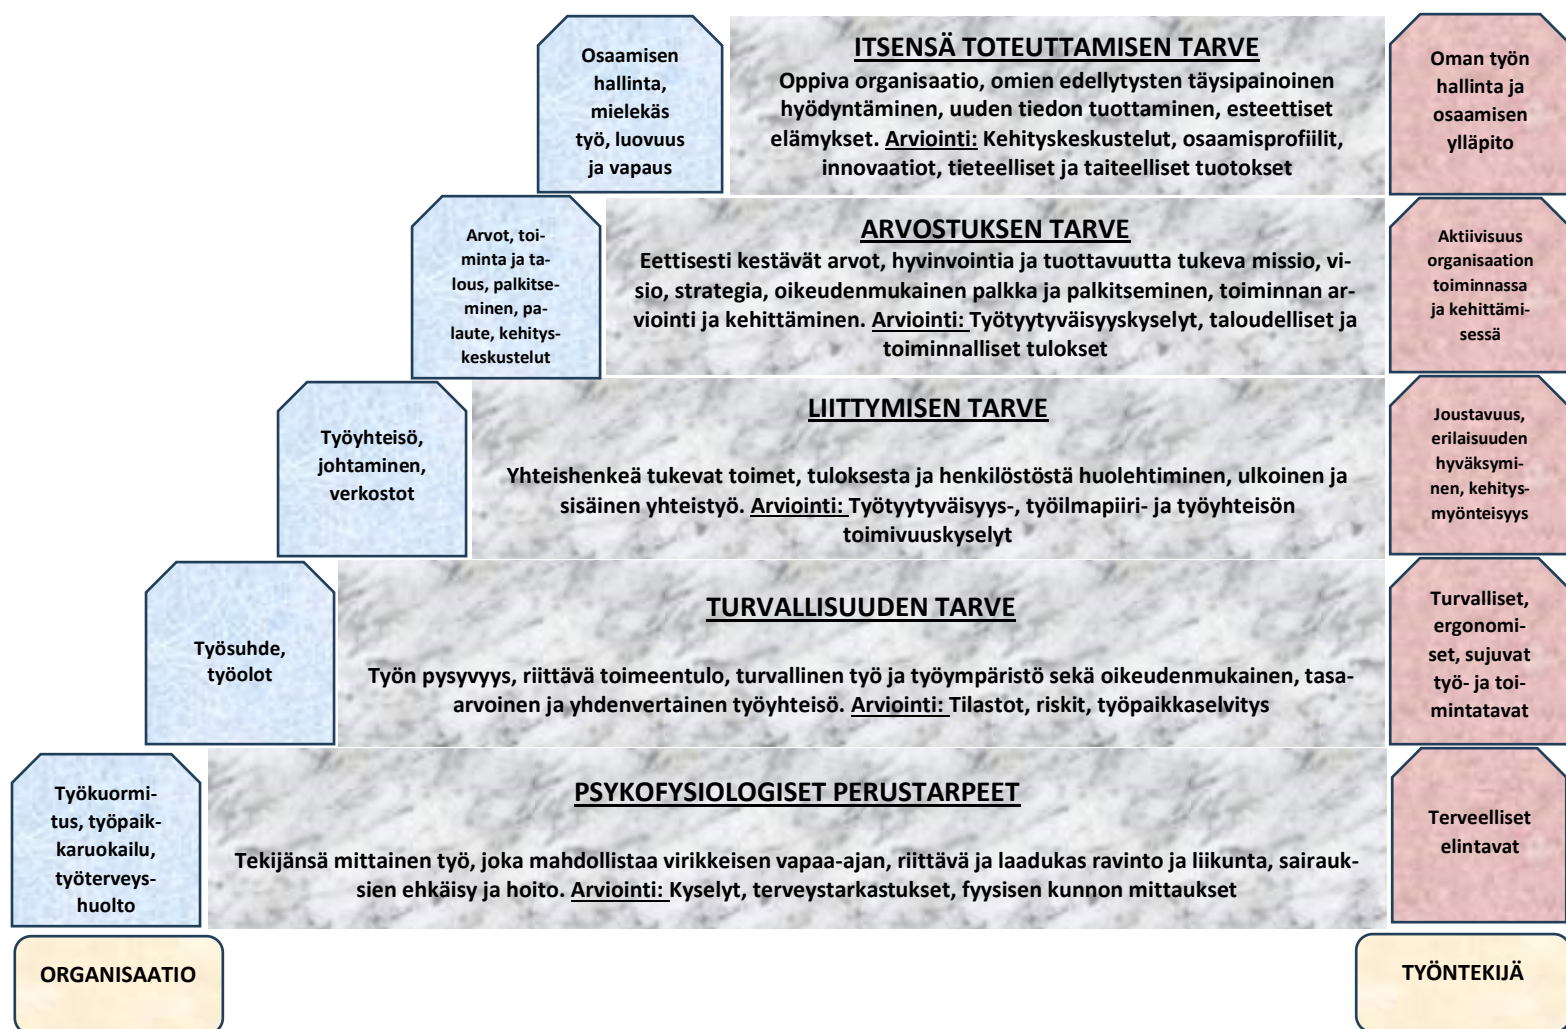 Osaamisen
hallinta,
mielekäs
työ, luovuus
ja vapaus
ITSENSÄ TOTEUTTAMISEN TARVE
Oppiva organisaatio, omien edellytysten täysipainoinen
hyödyntäminen, uuden tiedon tuottaminen, esteettiset
elämykset. Arviointi: Kehityskeskustelut, osaamisprofiilit,
innovaatiot, tieteelliset ja taiteelliset tuotokset
Oman työn
hallinta ja
osaamisen
ylläpito
Arvot, toi-
minta ja ta-
lous, palkitse-
minen, pa-
laute, kehitys-
keskustelut
ARVOSTUKSEN TARVE
Eettisesti kestävät arvot, hyvinvointia ja tuottavuutta tukeva missio, vi-
sio, strategia, oikeudenmukainen palkka ja palkitseminen, toiminnan ar-
viointi ja kehittäminen. Arviointi: Työtyytyväisyyskyselyt, taloudelliset ja
toiminnalliset tulokset
Aktiivisuus
organisaation
toiminnassa
ja kehittämi-
sessä
Työyhteisö,
johtaminen,
verkostot
LIITTYMISEN TARVE
Yhteishenkeä tukevat toimet, tuloksesta ja henkilöstöstä huolehtiminen, ulkoinen ja
sisäinen yhteistyö. Arviointi: Työtyytyväisyys-, työilmapiiri- ja työyhteisön
toimivuuskyselyt
Joustavuus,
erilaisuuden
hyväksymi-
nen, kehitys-
myönteisyys
Työsuhde,
työolot
TURVALLISUUDEN TARVE
Työn pysyvyys, riittävä toimeentulo, turvallinen työ ja työympäristö sekä oikeudenmukainen, tasa-
arvoinen ja yhdenvertainen työyhteisö. Arviointi: Tilastot, riskit, työpaikkaselvitys
Turvalliset,
ergonomi-
set, sujuvat
työ- ja toi-
mintatavat
Työkuormi-
tus, työpaik-
karuokailu,
työterveys-
huolto
PSYKOFYSIOLOGISET PERUSTARPEET
Tekijänsä mittainen työ, joka mahdollistaa virikkeisen vapaa-ajan, riittävä ja laadukas ravinto ja liikunta, sairauk-
sien ehkäisy ja hoito. Arviointi: Kyselyt, terveystarkastukset, fyysisen kunnon mittaukset
Terveelliset
elintavat
ORGANISAATIO
TYÖNTEKIJÄ